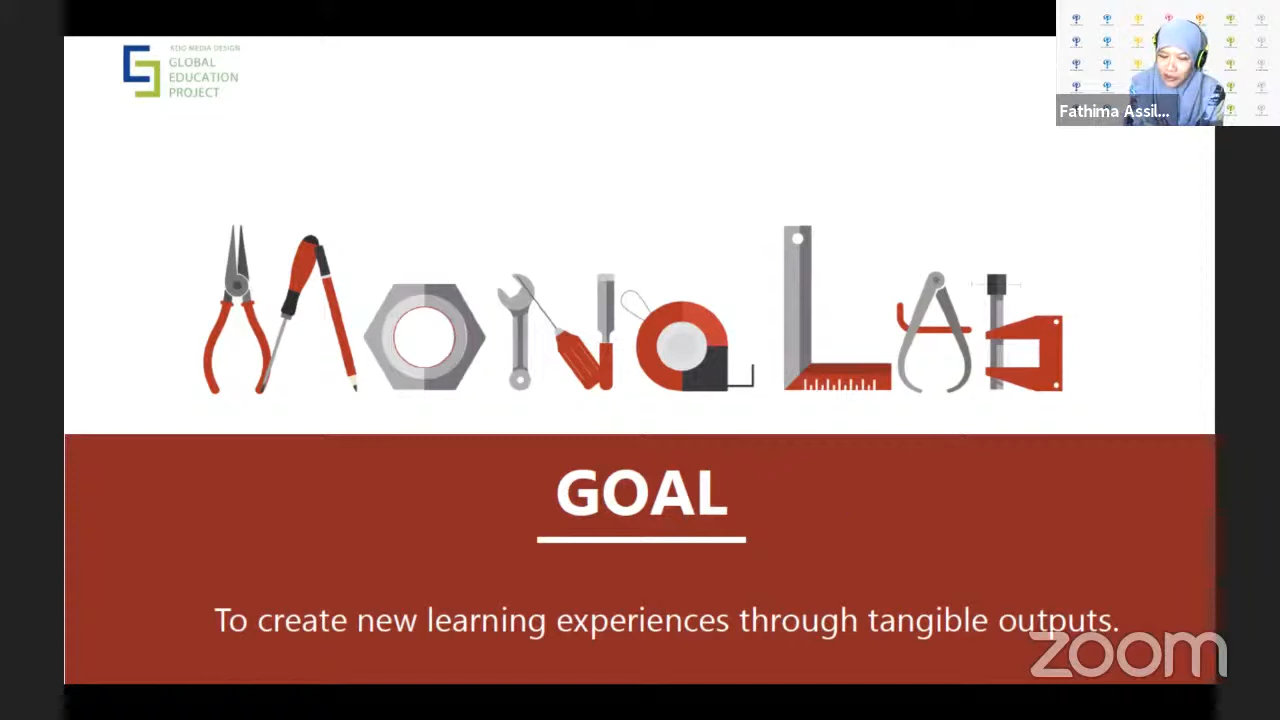 KDG MEDIA DESIGN
GLOBAL
EDUCATION
PROJECT
Fathima Assil...
MONO LAB
GOAL
To create new learning experiences through tangible outputs.
zoom